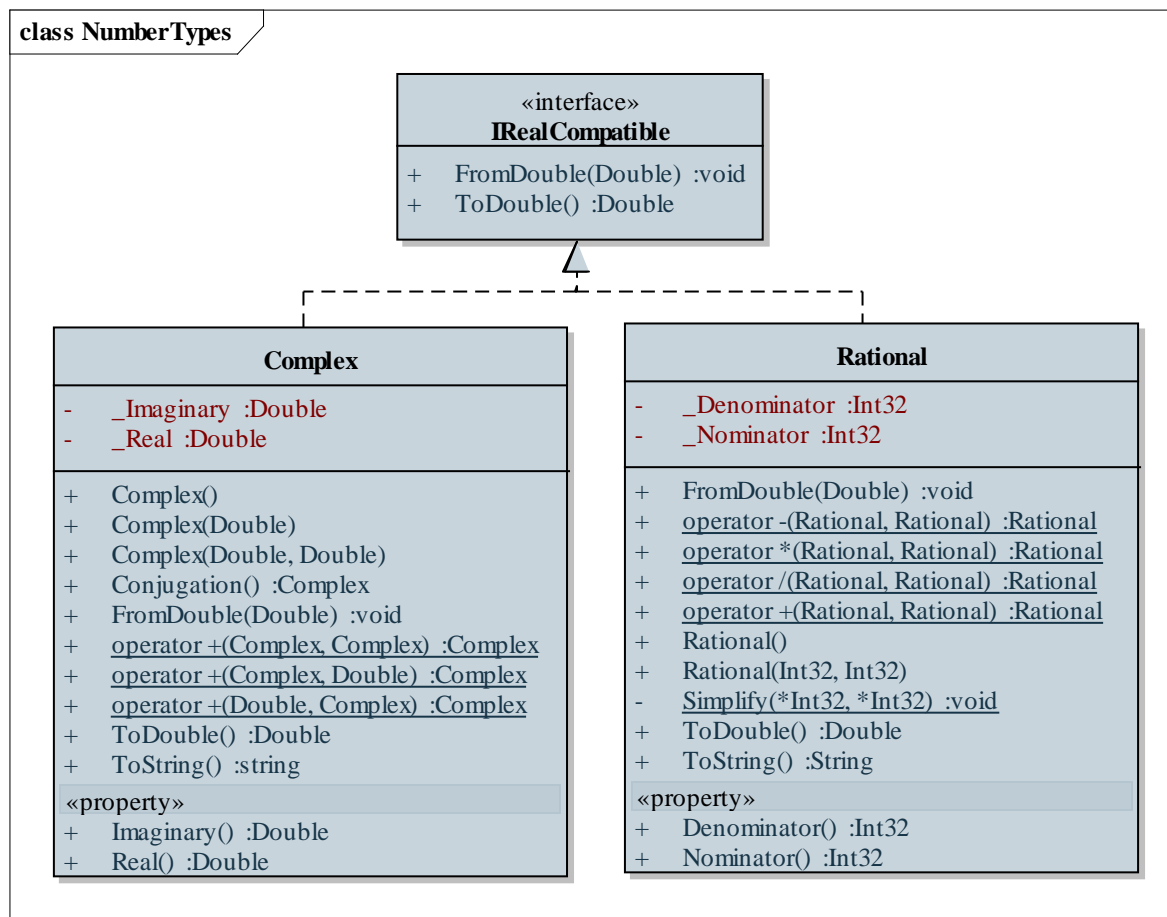 class NumberTypes
«interface»
IRealCompatible
+ FromDouble(Double) :void
+ ToDouble() :Double
Complex
- _Imaginary :Double
- _Real :Double
+ Complex()
+ Complex(Double)
+ Complex(Double, Double)
+ Conjugation() :Complex
+ FromDouble(Double) :void
+ operator +(Complex, Complex) :Complex
+ operator +(Complex, Double) :Complex
+ operator +(Double, Complex) :Complex
+ ToDouble() :Double
+ ToString() :string
«property»
+ Imaginary() :Double
+ Real() :Double
Rational
- _Denominator :Int32
- _Nominator :Int32
+ FromDouble(Double) :void
+ operator -(Rational, Rational) :Rational
+ operator *(Rational, Rational) :Rational
+ operator /(Rational, Rational) :Rational
+ operator +(Rational, Rational) :Rational
+ Rational()
+ Rational(Int32, Int32)
- Simplify(*Int32, *Int32) :void
+ ToDouble() :Double
+ ToString() :String
«property»
+ Denominator() :Int32
+ Nominator() :Int32